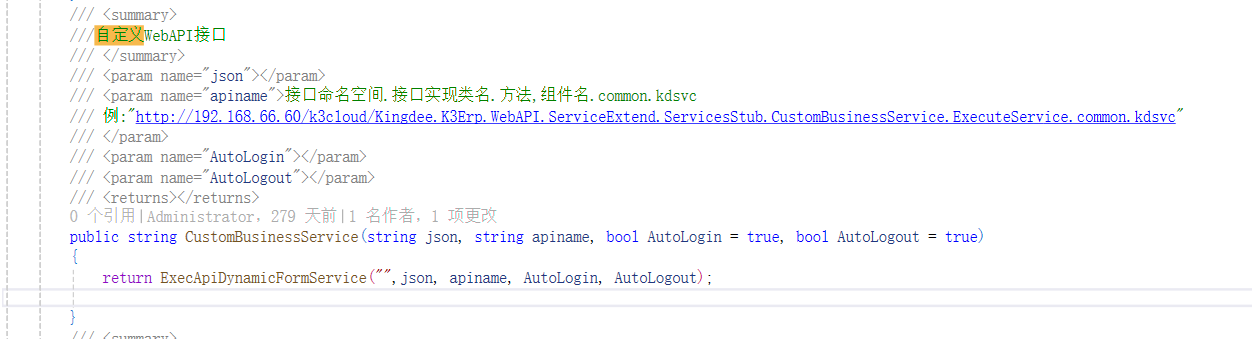 /// <summary>
///自定义WebAPI接口
/// </summary>
/// <param name="json"></param>
/// <param name="apiname">接口命名空间.接口实现类名.方法,组件名.common.kdsvc
/// 例:"http://192.168.66.60/k3cloud/Kingdee.K3Erp.WebAPI.ServiceExtend.ServicesStub.CustomBusinessService.ExecuteService.common.kdsvc"
/// </param>
/// <param name="AutoLogin"></param>
/// <param name="AutoLogout"></param>
/// <returns></returns>
0 个引用|Administrator，279 天前|1 名作者，1 项更改
public string CustomBusinessService(string json, string apiname, bool AutoLogin = true, bool AutoLogout = true)
{
return ExecApiDynamicFormService("",json, apiname, AutoLogin, AutoLogout);
}
/// <summary>